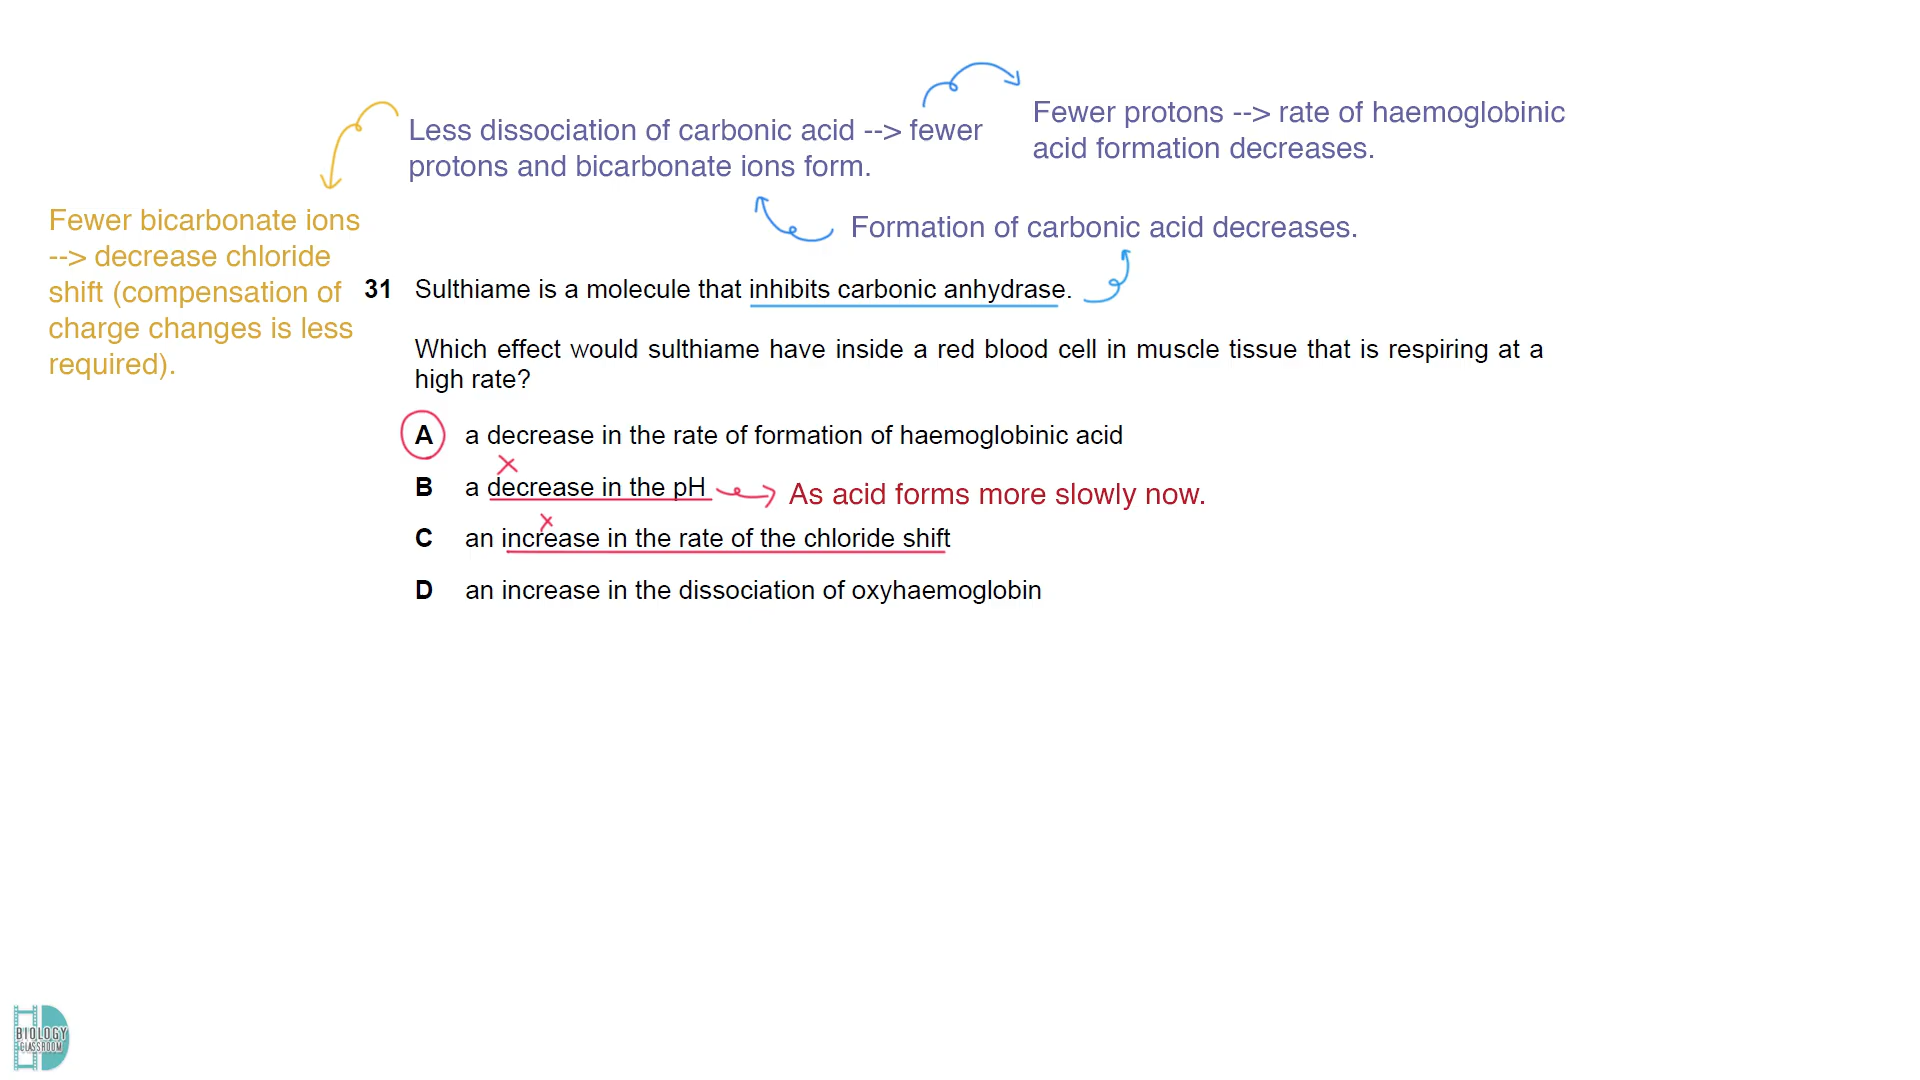 Less dissociation of carbonic acid --> fewer
protons and bicarbonate ions form.
Fewer protons --> rate of haemoglobinic
acid formation decreases.
Formation of carbonic acid decreases.
Fewer bicarbonate ions
--> decrease chloride
shift (compensation of
charge changes is less
required).
31 Sulthiame is a molecule that inhibits carbonic anhydrase.
Which effect would sulthiame have inside a red blood cell in muscle tissue that is respiring at a
high rate?
A a decrease in the rate of formation of haemoglobinic acid
B a decrease in the pH
As acid forms more slowly now.
C an increase in the rate of the chloride shift
D an increase in the dissociation of oxyhaemoglobin
BIOLOGY
CLASSROOM